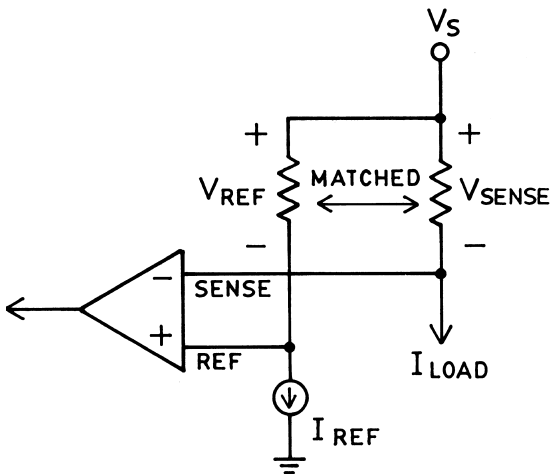 VS
+ +
VREF MATCHED VSENSE
− −
− SENSE
+ REF
ILOAD
IREF